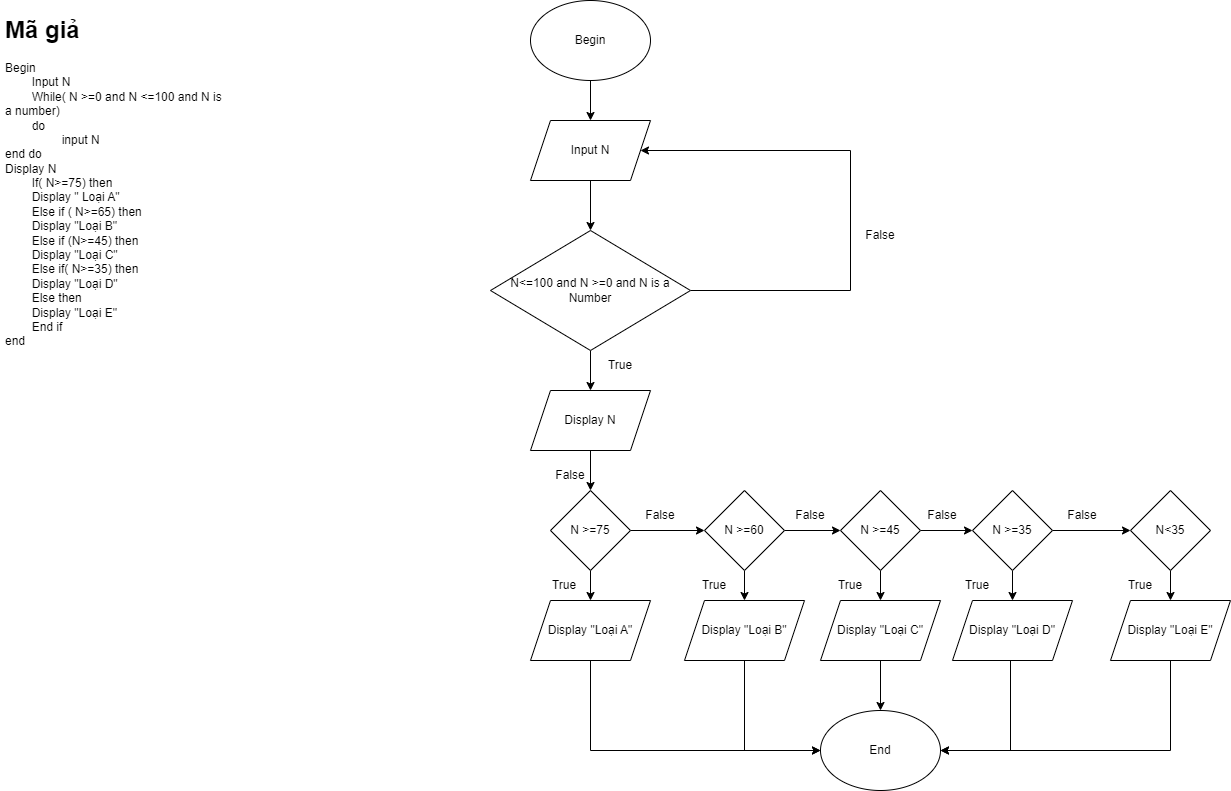 Mã giả
Begin
Input N
While( N >=0 and N <=100 and N is
a number)
do
input N
end do
Display N
If( N>=75) then
Display " Loại A"
Else if ( N>=65) then
Display "Loại B"
Else if (N>=45) then
Display "Loại C"
Else if( N>=35) then
Display "Loại D"
Else then
Display "Loại E"
End if
end
Begin
Input N
False
N<=100 and N >=0 and N is a
Number
True
Display N
False
N >=75
False
N >=60
False
N >=45
False
N >=35
False
N<35
True
True
True
True
True
Display "Loại A"
Display "Loại B"
Display "Loại C"
Display "Loại D"
Display "Loại E"
End